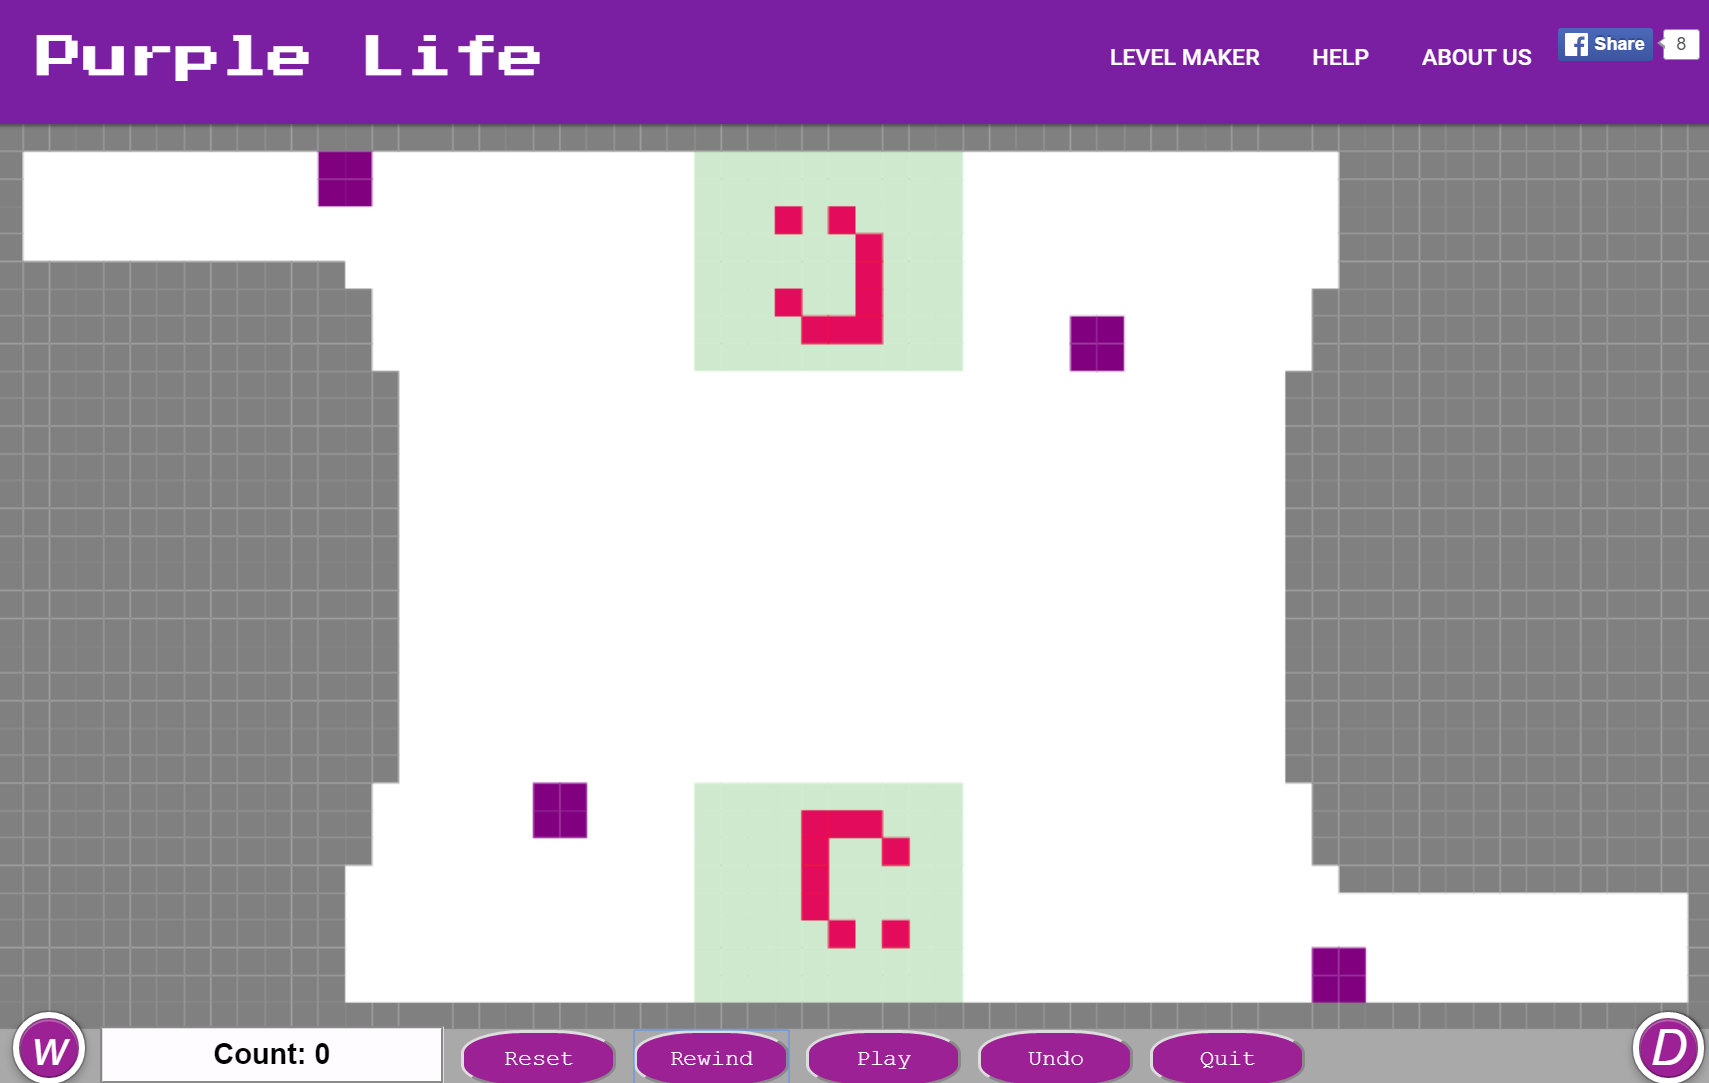 Purple Life
LEVEL MAKER HELP ABOUT US Share 8
W Count: 0 Reset Rewind Play Undo Quit D